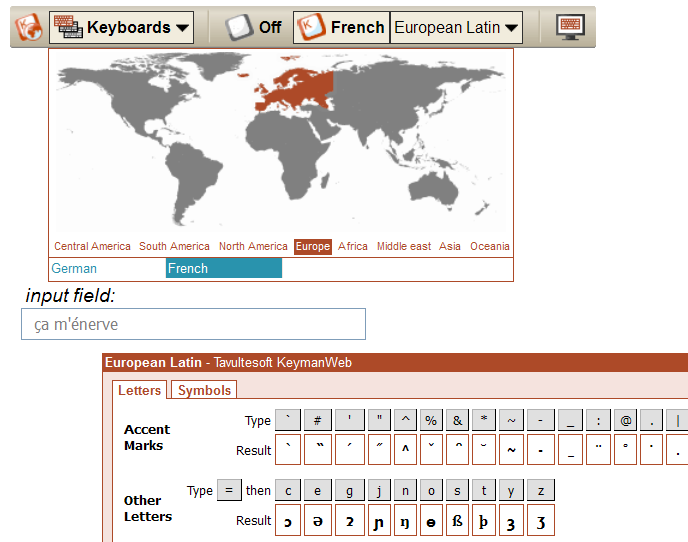 Keyboards Off French European Latin
Central America South America North America Europe Africa Middle east Asia Oceania
German French
input field:
ça m'énerve
European Latin - Tavultesoft KeymanWeb
Letters Symbols
Accent Marks
Type ` # ' " ^ % & * ~ - _ : @ . |
Result ` ‟ ´ ˝ ^ ˇ ̑ ˘ ~ - _ ¨ ° ˙ .
Other Letters
Type = then c e g j n o s t y z
Result ɔ ə ʔ ɲ ŋ ɵ ß þ ȝ Ʒ